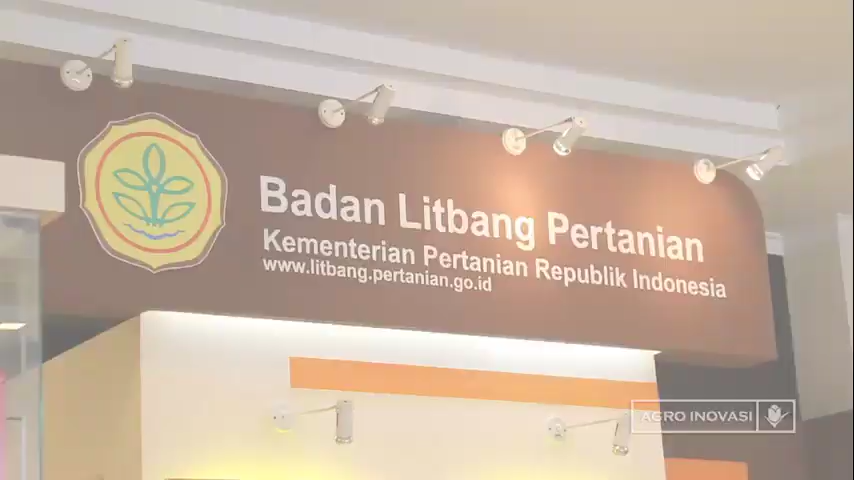 Badan Litbang Pertanian
Kementerian Pertanian Republik Indonesia
www.litbang.pertanian.go.id
AGRO INOVASI